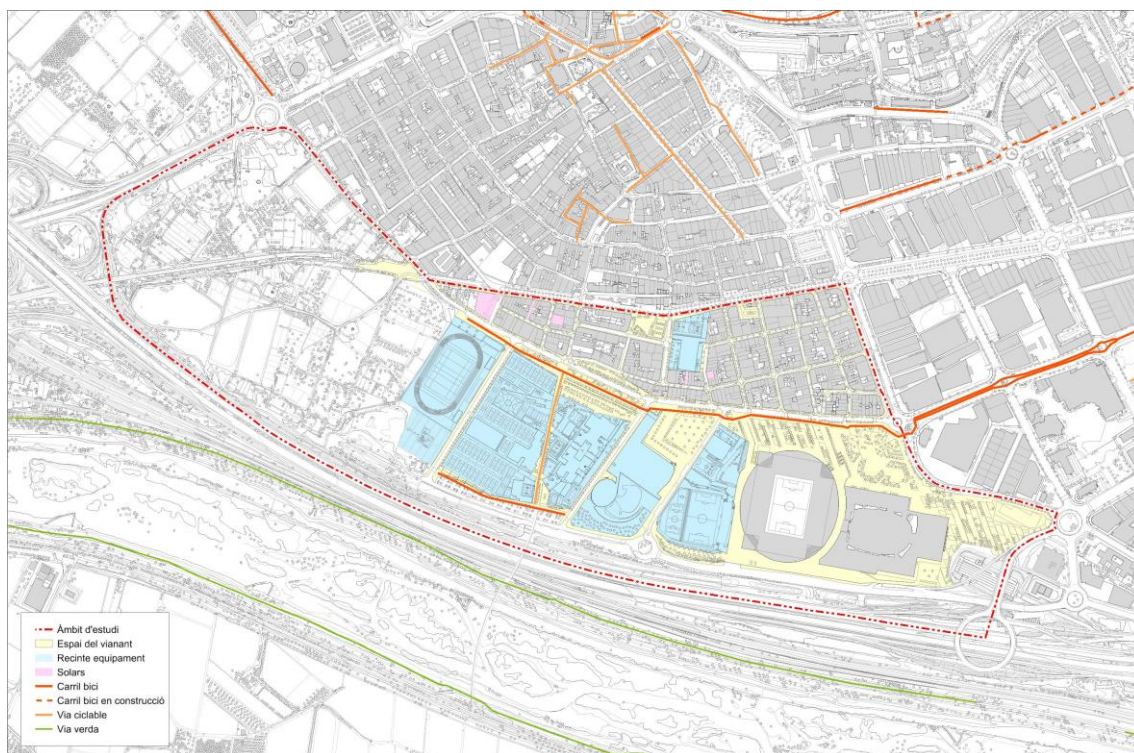 Àmbit d'estudi
Espai del vianant
Recinte equipament
Solars
Carril bici
Carril bici en construcció
Via ciclable
Via verda